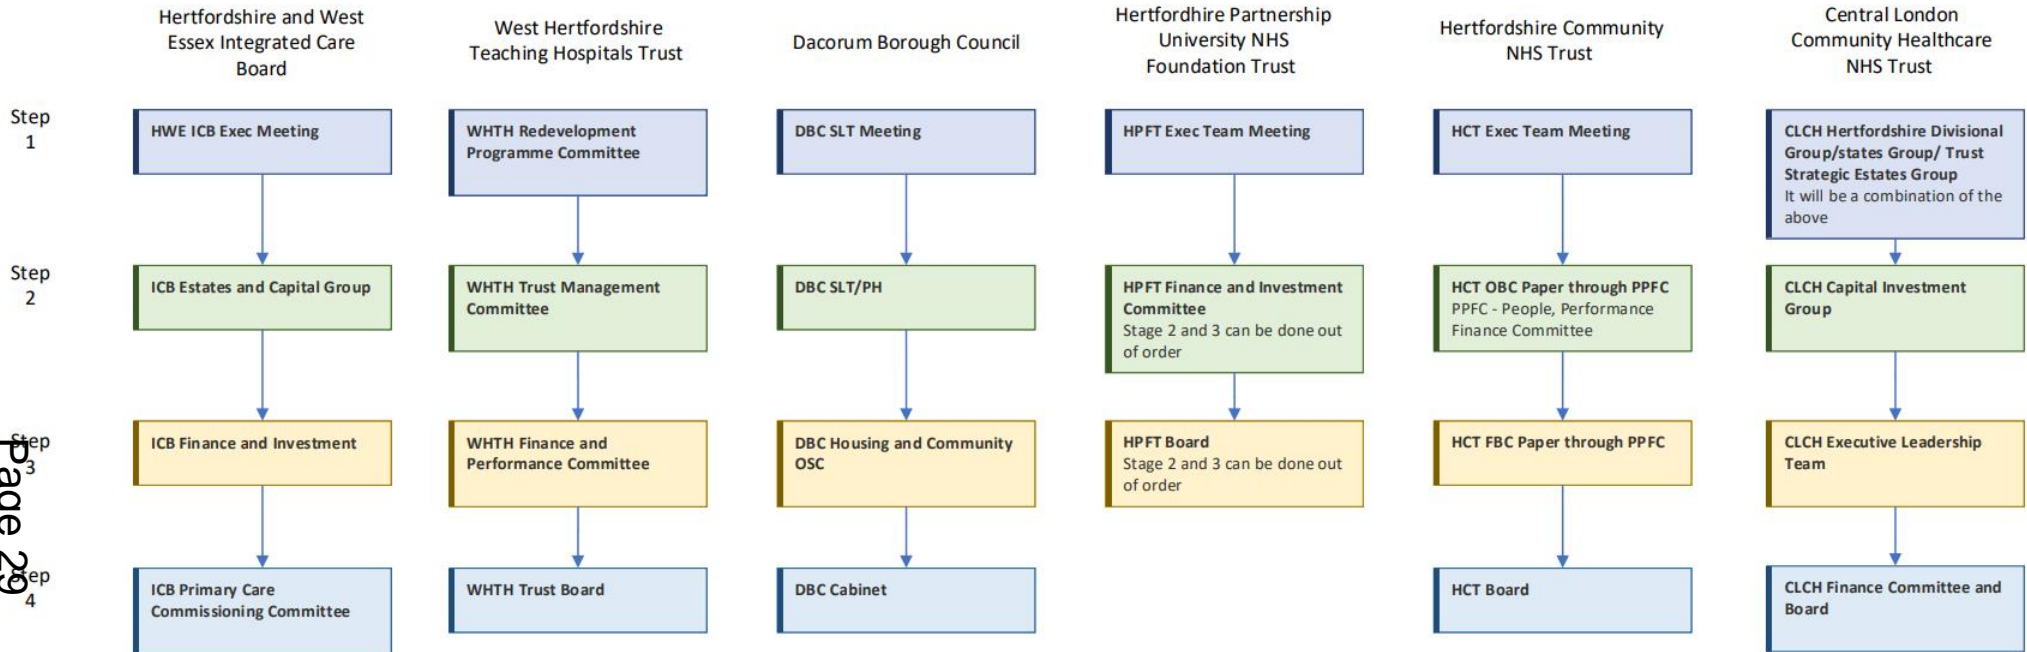 Hertfordshire and West
Essex Integrated Care
Board
West Hertfordshire
Teaching Hospitals Trust
Dacorum Borough Council
Hertfordhire Partnership
University NHS
Foundation Trust
Hertfordshire Community
NHS Trust
Central London
Community Healthcare
NHS Trust
Step
1
HWE ICB Exec Meeting
WHTH Redevelopment
Programme Committee
DBC SLT Meeting
HPFT Exec Team Meeting
HCT Exec Team Meeting
CLCH Hertfordshire Divisional
Group/states Group/ Trust
Strategic Estates Group
It will be a combination of the
above
Step
2
ICB Estates and Capital Group
WHTH Trust Management
Committee
DBC SLT/PH
HPFT Finance and Investment
Committee
Stage 2 and 3 can be done out
of order
HCT OBC Paper through PPFC
PPFC - People, Performance
Finance Committee
CLCH Capital Investment
Group
Step
3
ICB Finance and Investment
WHTH Finance and
Performance Committee
DBC Housing and Community
OSC
HPFT Board
Stage 2 and 3 can be done out
of order
HCT FBC Paper through PPFC
CLCH Executive Leadership
Team
Step
4
ICB Primary Care
Commissioning Committee
WHTH Trust Board
DBC Cabinet
HCT Board
CLCH Finance Committee and
Board
Page 29